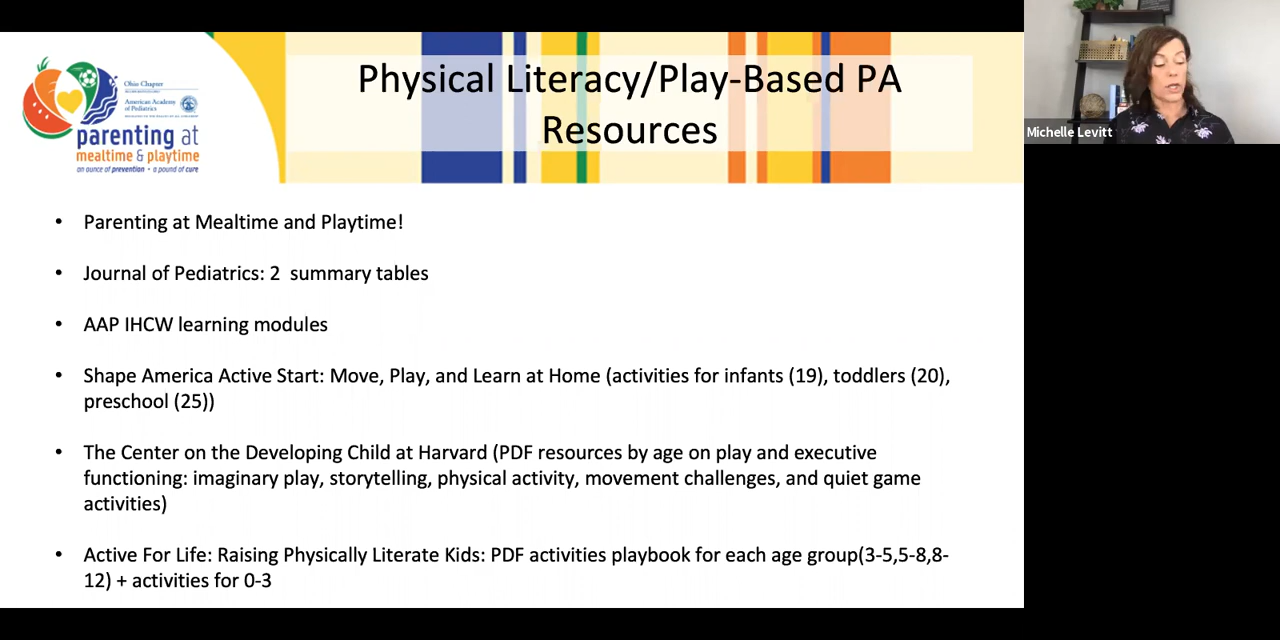 Physical Literacy/Play-Based PA
Resources
Ohio Chapter
American Academy
of Pediatrics
parenting at
mealtime & playtime
an ounce of prevention • a pound of cure
Michelle Levitt
• Parenting at Mealtime and Playtime!
• Journal of Pediatrics: 2 summary tables
• AAP IHCW learning modules
• Shape America Active Start: Move, Play, and Learn at Home (activities for infants (19), toddlers (20),
preschool (25))
• The Center on the Developing Child at Harvard (PDF resources by age on play and executive
functioning: imaginary play, storytelling, physical activity, movement challenges, and quiet game
activities)
• Active For Life: Raising Physically Literate Kids: PDF activities playbook for each age group(3-5,5-8,8-
12) + activities for 0-3